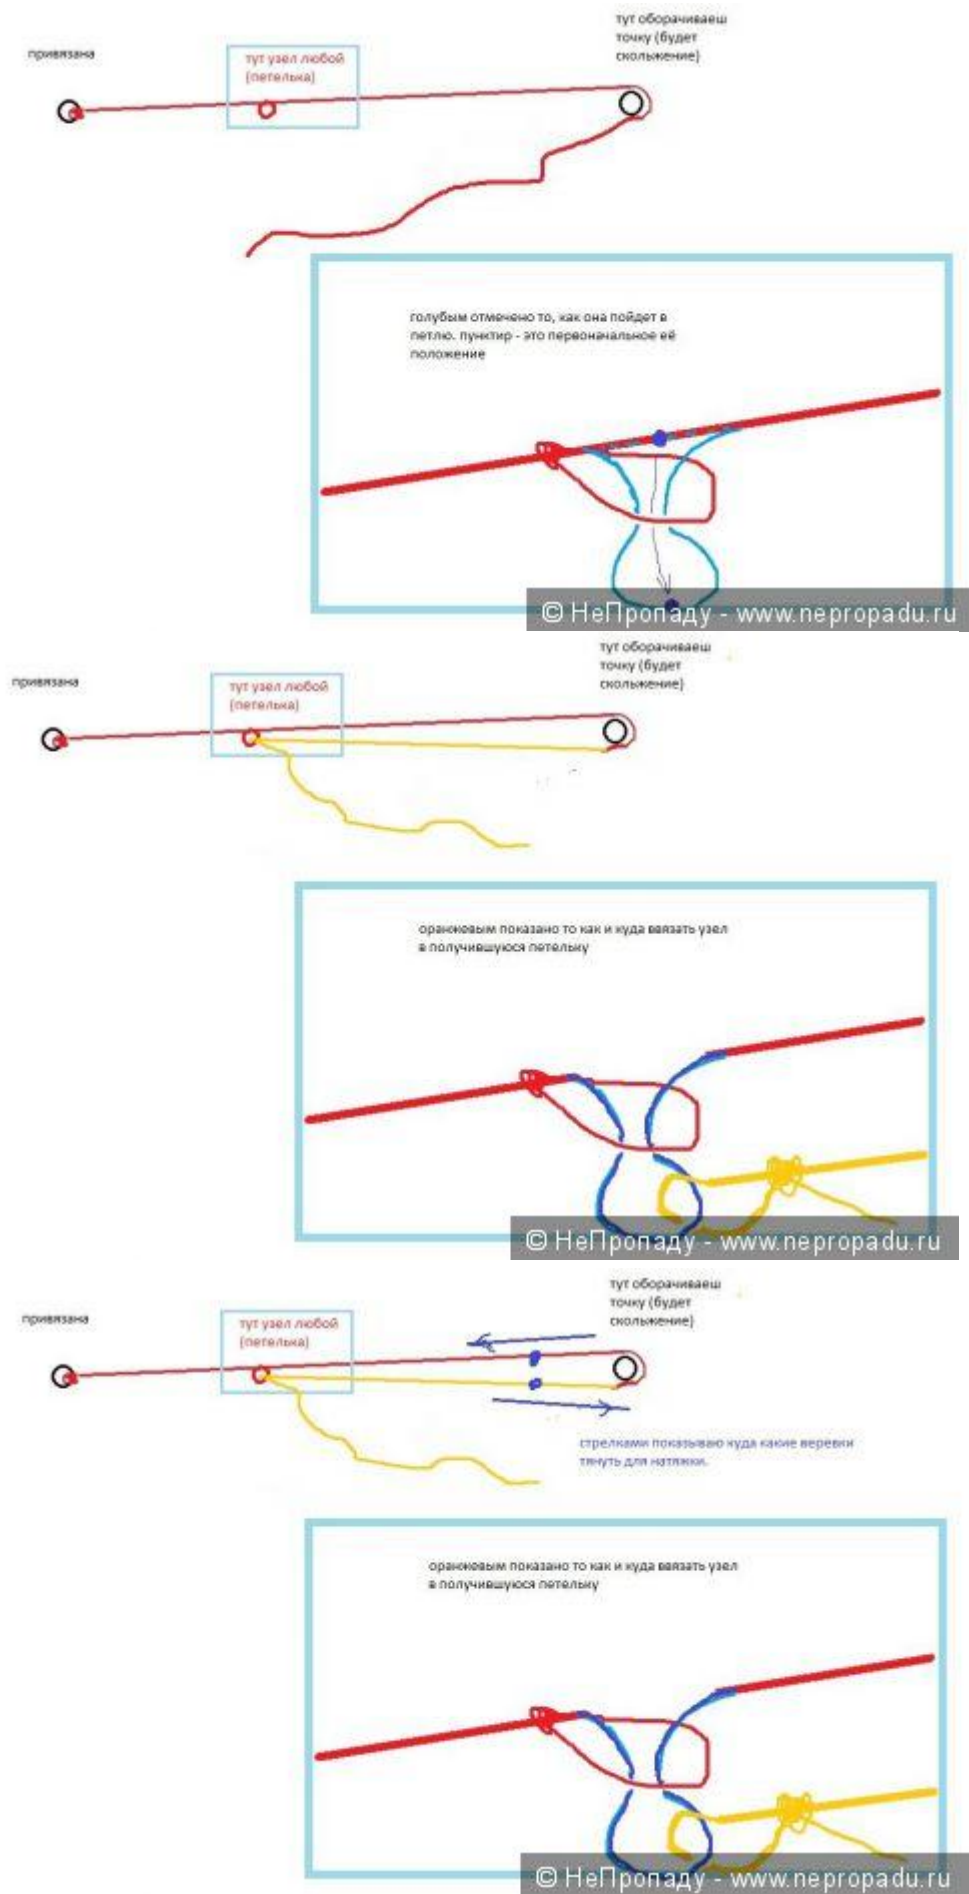 тут оборачиваеш
точку (будет
скольжение)
привязана
тут узел любой
(петелька)
голубым отмечено то, как она пойдет в
петлю. пунктир - это первоначальное её
положение
© НеПропаду - www.nepropadu.ru
тут оборачиваеш
точку (будет
скольжение)
привязана
тут узел любой
(петелька)
оранжевым показано то как и куда ввязать узел
в получившуюся петельку
© НеПропаду - www.nepropadu.ru
тут оборачиваеш
точку (будет
скольжение)
привязана
тут узел любой
(петелька)
стрелками показываю куда какие веревки
тянуть для натяжки.
оранжевым показано то как и куда ввязать узел
в получившуюся петельку
© НеПропаду - www.nepropadu.ru